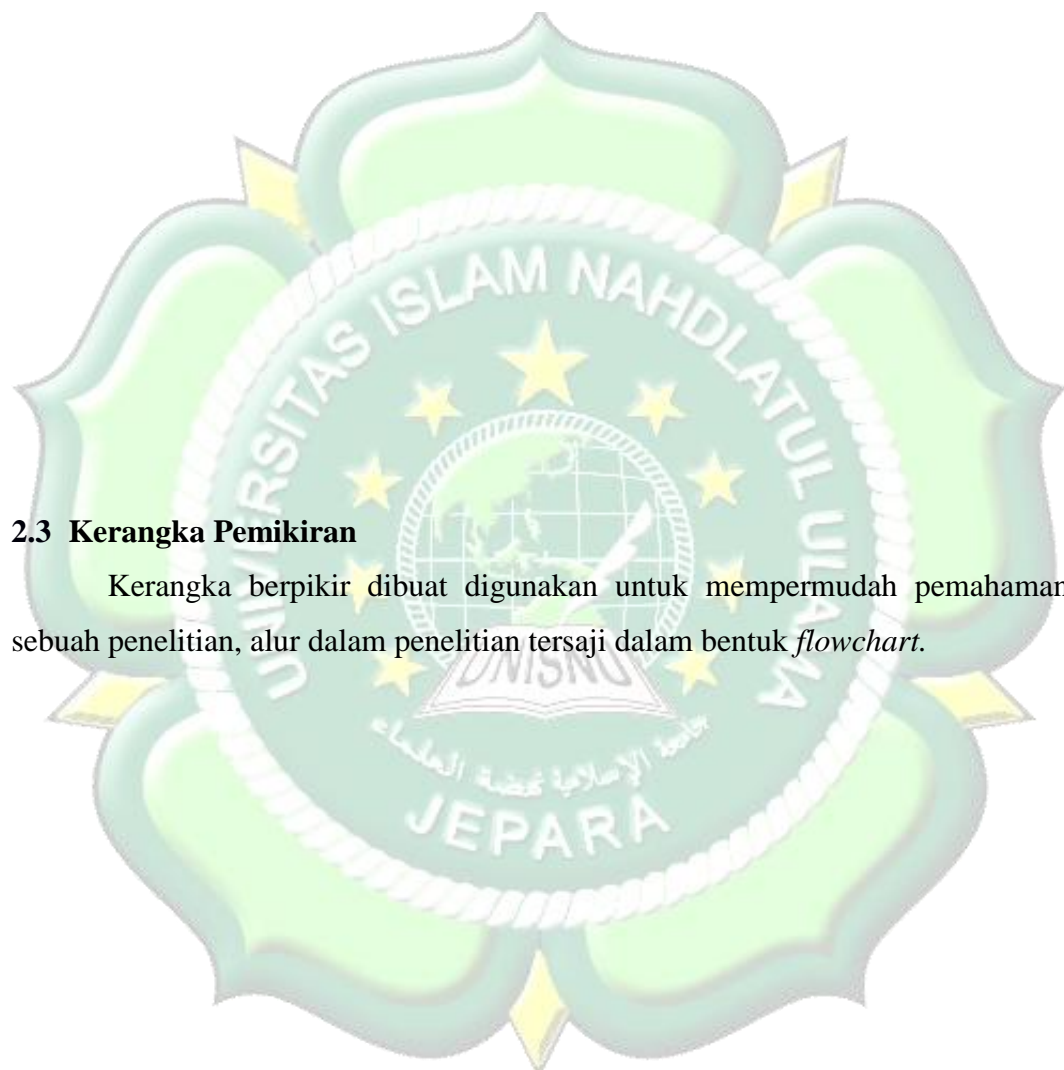 UNIVERSITAS ISLAM NAHDLATUL ULAMA
2.3 Kerangka Pemikiran
Kerangka berpikir dibuat digunakan untuk mempermudah pemahaman
sebuah penelitian, alur dalam penelitian tersaji dalam bentuk flowchart.
UNISNU
JEPARA